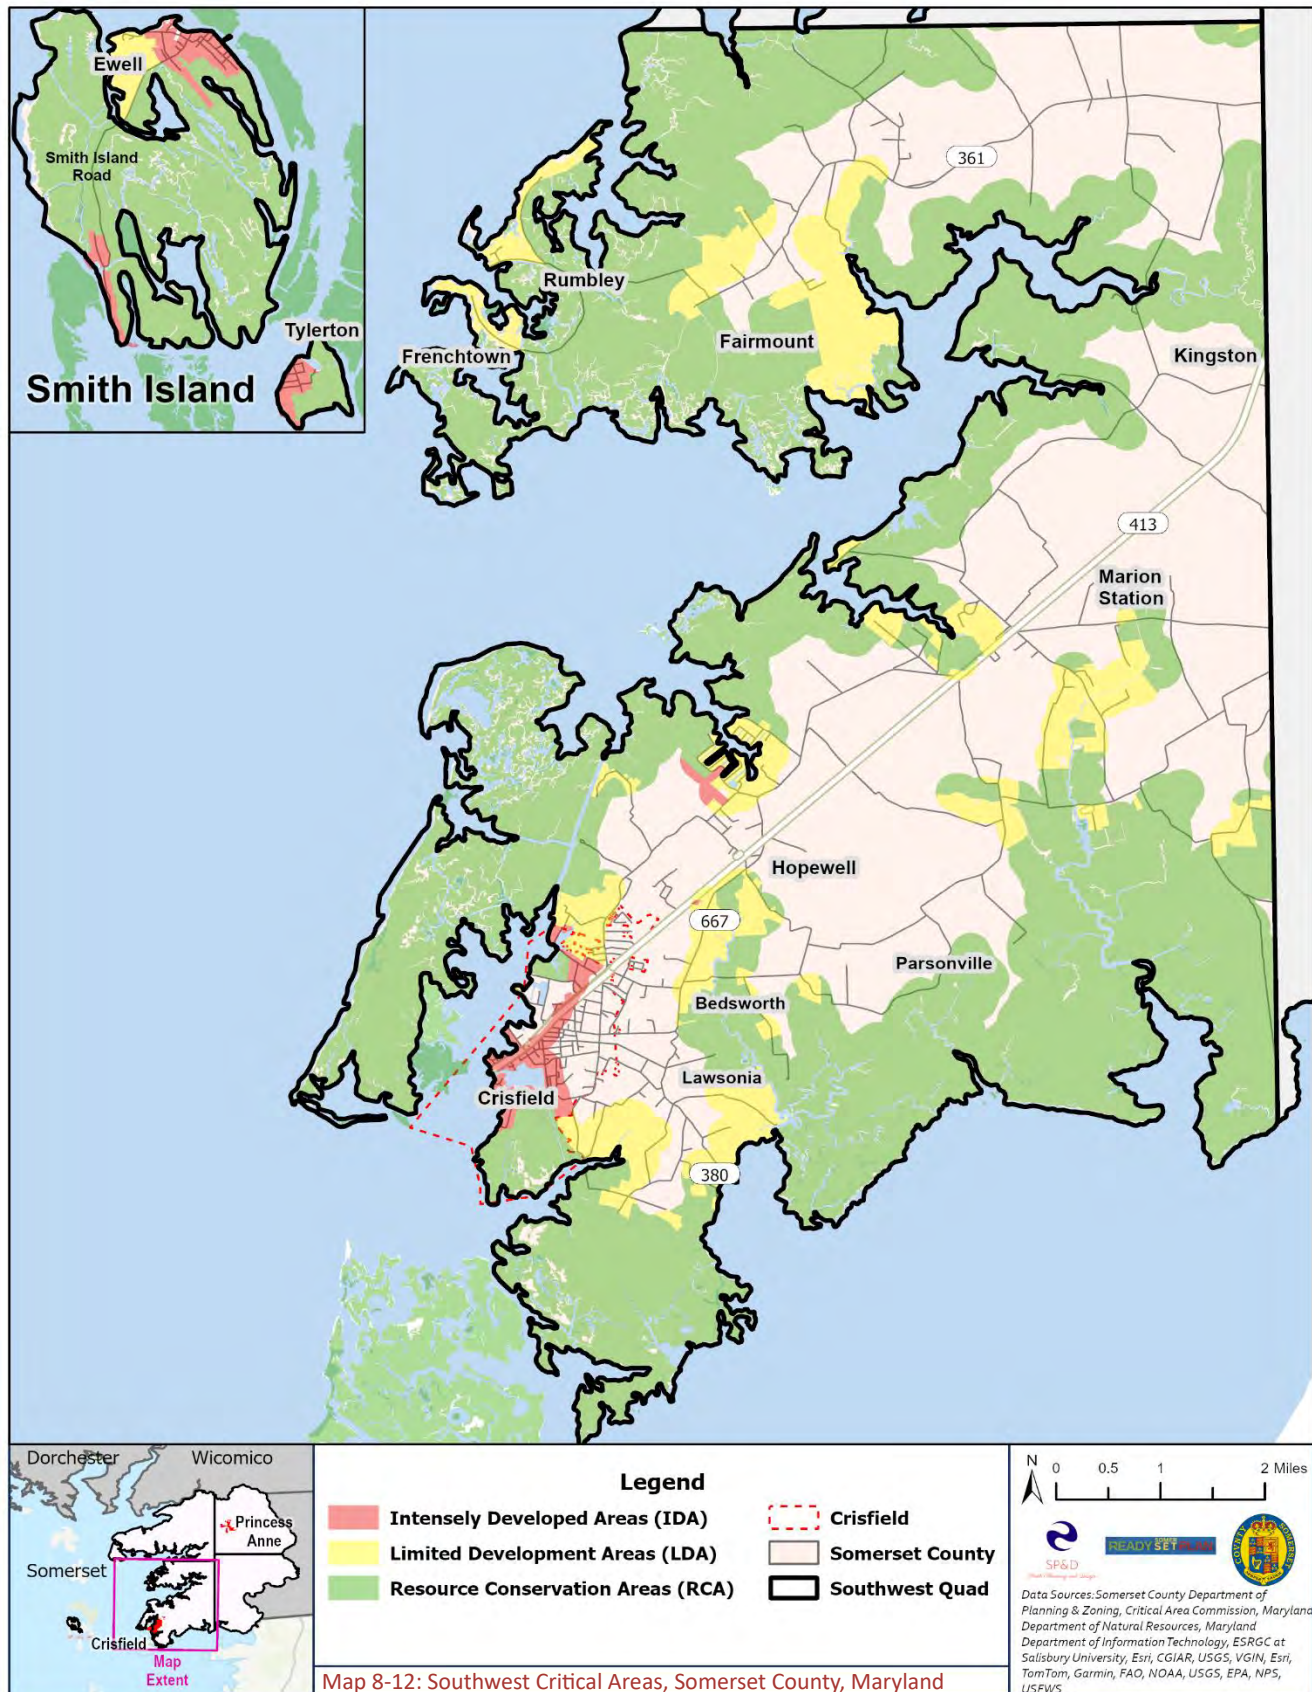 Ewell
Smith Island
Road
Tylerton
Smith Island
361
Rumbley
Frenchtown
Fairmount
Kingston
413
Marion
Station
Hopewell
667
Parsonville
Bedsworth
Lawsonia
Crisfield
380
Dorchester
Wicomico
Princess
Anne
Somerset
Crisfield
Map
Extent
Legend
Intensely Developed Areas (IDA)
Limited Development Areas (LDA)
Resource Conservation Areas (RCA)
Crisfield
Somerset County
Southwest Quad
Map 8-12: Southwest Critical Areas, Somerset County, Maryland
N
0 0.5 1 2 Miles
SP&D
READY SET
SOMERSET
COUNTY
Data Sources:Somerset County Department of
Planning & Zoning, Critical Area Commission, Maryland
Department of Natural Resources, Maryland
Department of Information Technology, ESRGC at
Salisbury University, Esri, CGIAR, USGS, VGIN, Esri,
TomTom, Garmin, FAO, NOAA, USGS, EPA, NPS,
USFWS